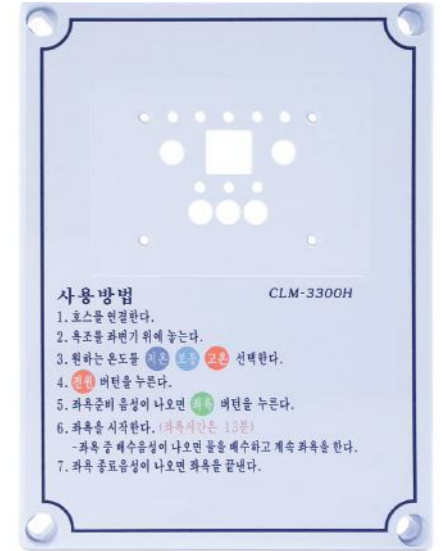 사용방법 CLM-3300H
1. 호스를 연결한다.
2. 욕조를 좌변기 위에 놓는다.
3. 원하는 온도를 저온 보통 고온 선택한다.
4. 전원 버턴을 누른다.
5. 좌욕준비 음성이 나오면 좌욕 버턴을 누른다.
6. 좌욕을 시작한다. (좌욕시간은 13분)
-좌욕 중 배수음성이 나오면 물을 배수하고 계속 좌욕을 한다.
7. 좌욕 종료음성이 나오면 좌욕을 끝낸다.